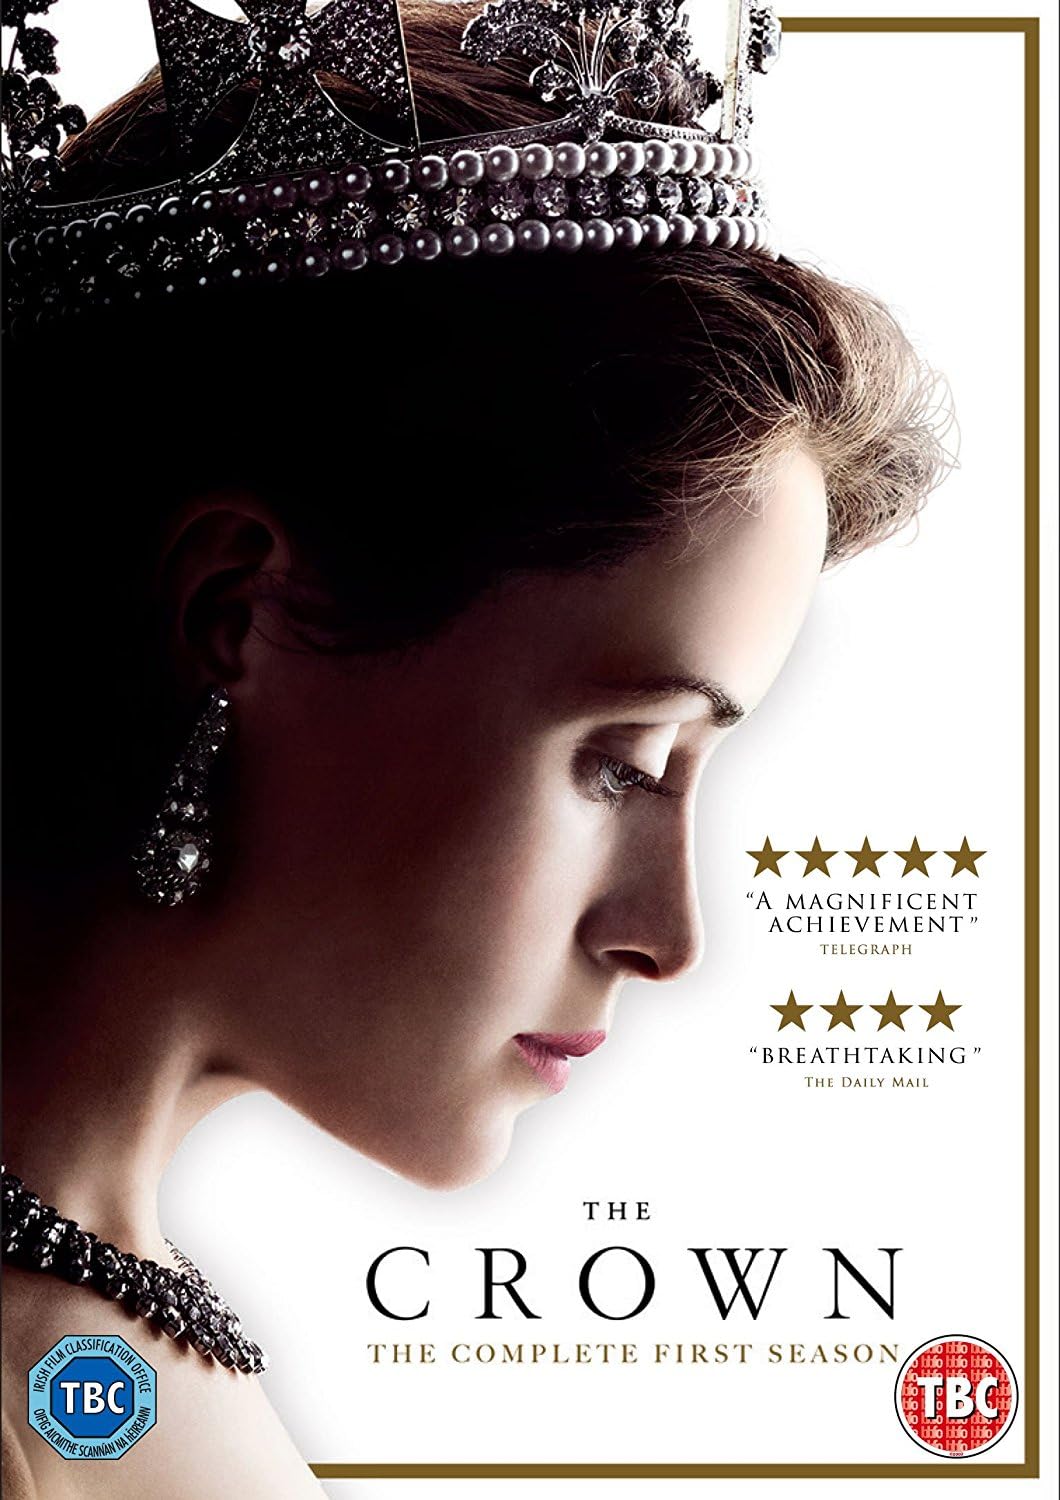 “A MAGNIFICENT
ACHIEVEMENT”
TELEGRAPH
“BREATHTAKING”
THE DAILY MAIL
THE
CROWN
THE COMPLETE FIRST SEASON
IRISH FILM CLASSIFICATION OFFICE
TBC
OIFIG AICMITHE SCANNÁN NA hÉIREANN
TBC